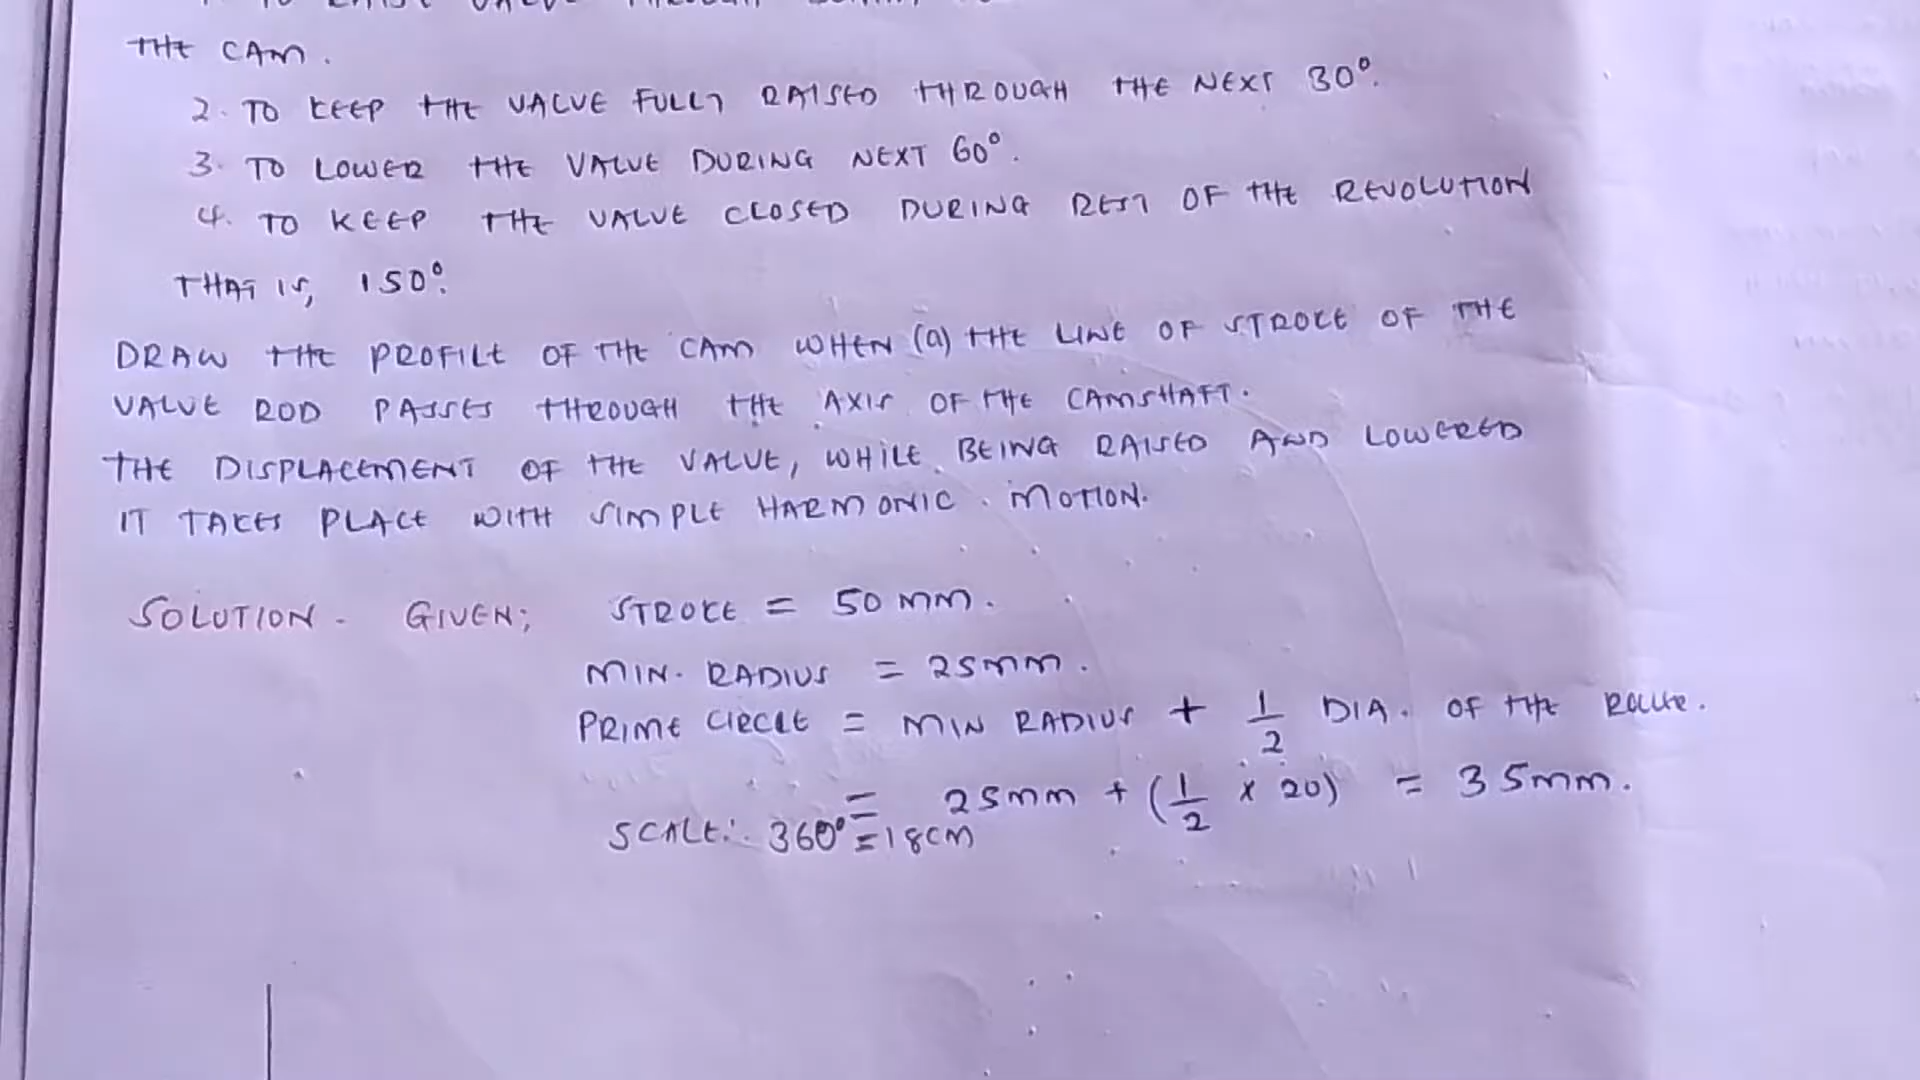 THE CAM.
2. TO KEEP THE VALVE FULLY RAISED THROUGH THE NEXT 30°.
3. TO LOWER THE VALVE DURING NEXT 60°.
4. TO KEEP THE VALVE CLOSED DURING REST OF THE REVOLUTION
THAT IS, 150°.
DRAW THE PROFILE OF THE CAM WHEN (a) THE LINE OF STROKE OF THE
VALVE ROD PASSES THROUGH THE AXIS OF THE CAMSHAFT.
THE DISPLACEMENT OF THE VALVE, WHILE BEING RAISED AND LOWERED
IT TAKES PLACE WITH SIMPLE HARMONIC MOTION.
SOLUTION - GIVEN; STROKE = 50 mm.
MIN. RADIUS = 25mm.
PRIME CIRCLE = MIN RADIUS + 1/2 DIA. OF THE
= 25mm + (1/2 x 20) = 35mm.
SCALE: 360° = 18cm